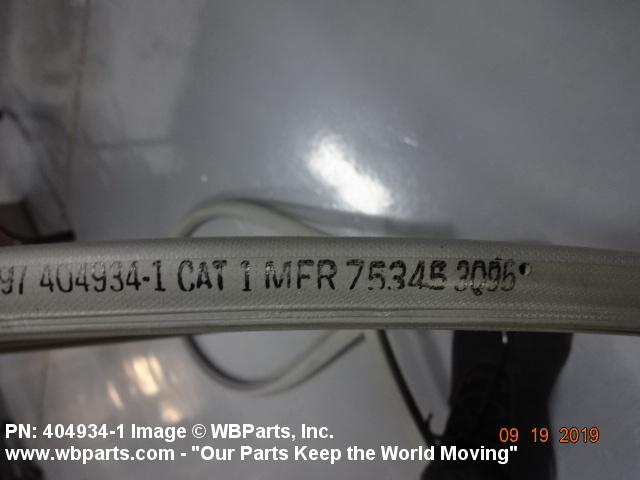 97 404934-1 CAT 1 MFR 75345
PN: 404934-1 Image © WBParts, Inc.
09 19 2019
www.wbparts.com - "Our Parts Keep the World Moving"